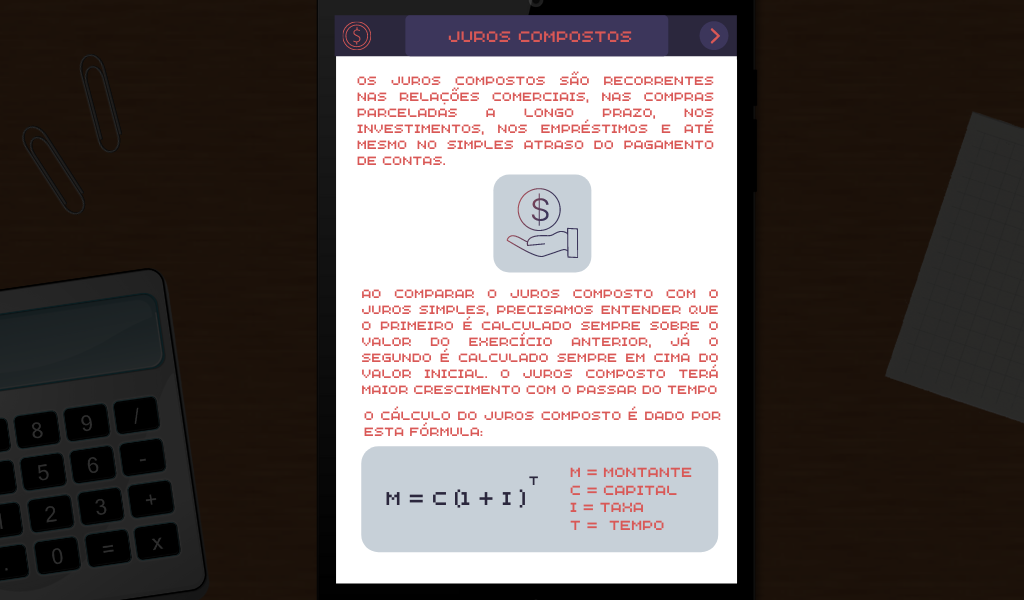 $
JUROS COMPOSTOS
OS JUROS COMPOSTOS SÃO RECORRENTES
NAS RELAÇÕES COMERCIAIS, NAS COMPRAS
PARCELADAS A LONGO PRAZO, NOS
INVESTIMENTOS, NOS EMPRÉSTIMOS E ATÉ
MESMO NO SIMPLES ATRASO DO PAGAMENTO
DE CONTAS.
$
AO COMPARAR O JUROS COMPOSTO COM O
JUROS SIMPLES, PRECISAMOS ENTENDER QUE
O PRIMEIRO É CALCULADO SEMPRE SOBRE O
VALOR DO EXERCÍCIO ANTERIOR, JÁ O
SEGUNDO É CALCULADO SEMPRE EM CIMA DO
VALOR INICIAL. O JUROS COMPOSTO TERÁ
MAIOR CRESCIMENTO COM O PASSAR DO TEMPO
O CÁLCULO DO JUROS COMPOSTO É DADO POR
ESTA FÓRMULA:
M = C (1 + I )^T
M = MONTANTE
C = CAPITAL
I = TAXA
T = TEMPO
8 9 /
5 6 -
1 2 3 +
. 0 = x